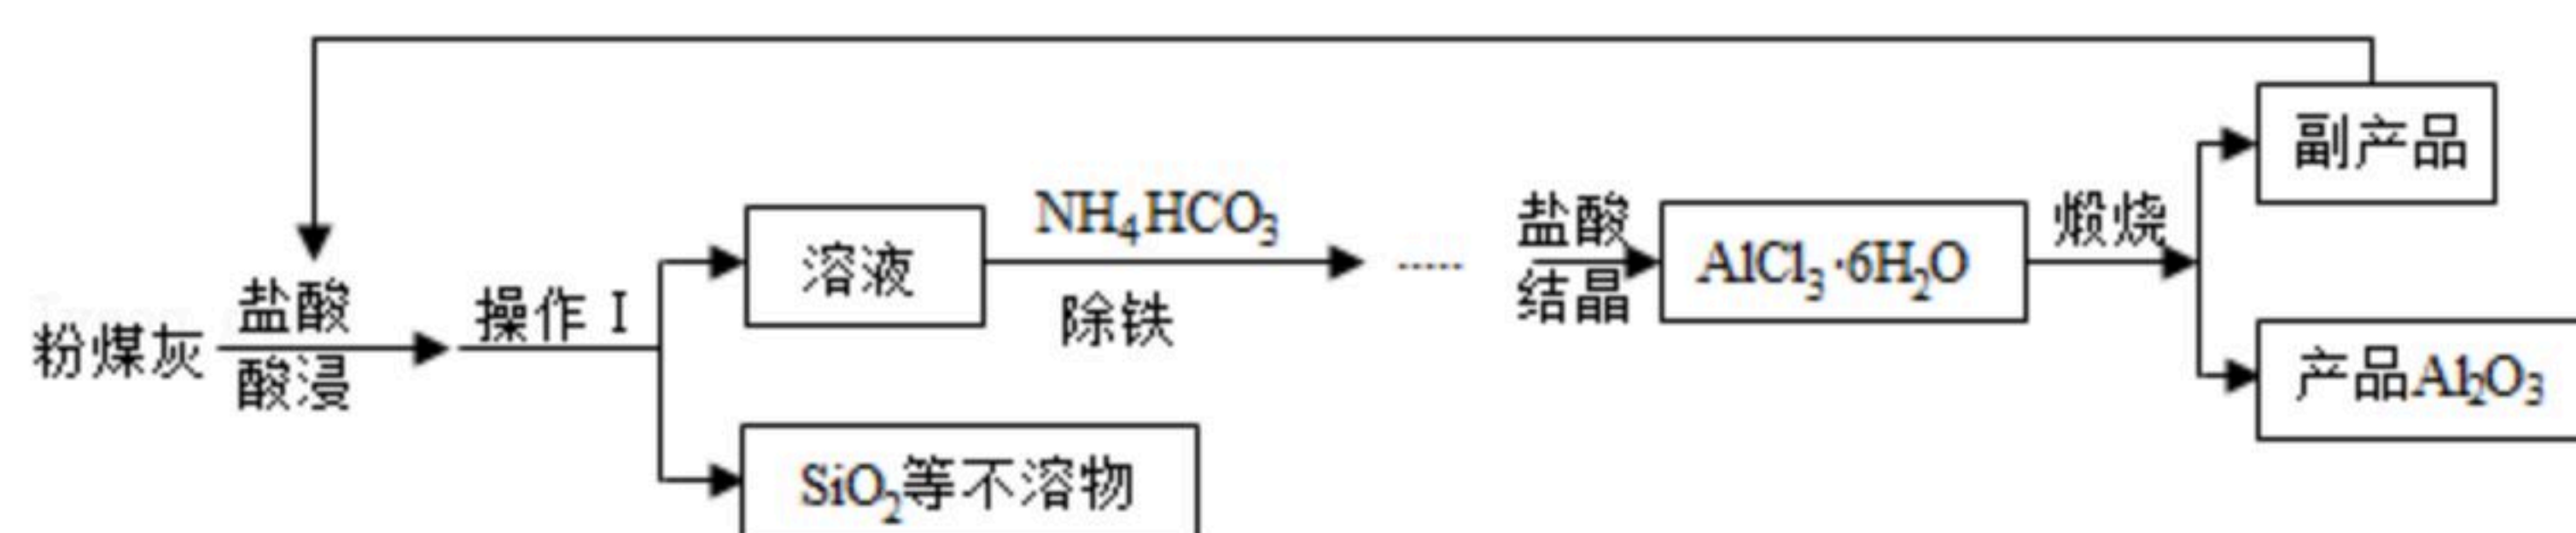 粉煤灰
盐酸
酸浸
操作 I
溶液
SiO₂等不溶物
NH₄HCO₃
除铁
.....
盐酸
结晶
AlCl₃·6H₂O
煅烧
副产品
产品Al₂O₃